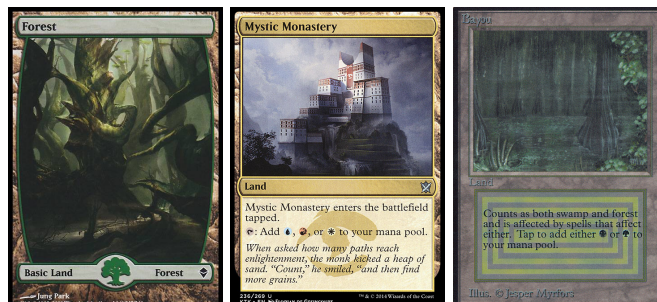 Forest
Basic Land
Forest
Jung Park
Mystic Monastery
Land
Mystic Monastery enters the battlefield
tapped.
: Add , , or to your mana pool.
When asked how many paths reach
enlightenment, the monk kicked a heap of
sand. “Count,” he smiled, “and then find
more grains.”
236/269 U
KTK • EN
™ & © 2014 Wizards of the Coast
Bayou
Land
Counts as both swamp and forest
and is affected by spells that affect
either. Tap to add either or to
your mana pool.
Illus. © Jesper Myrfors